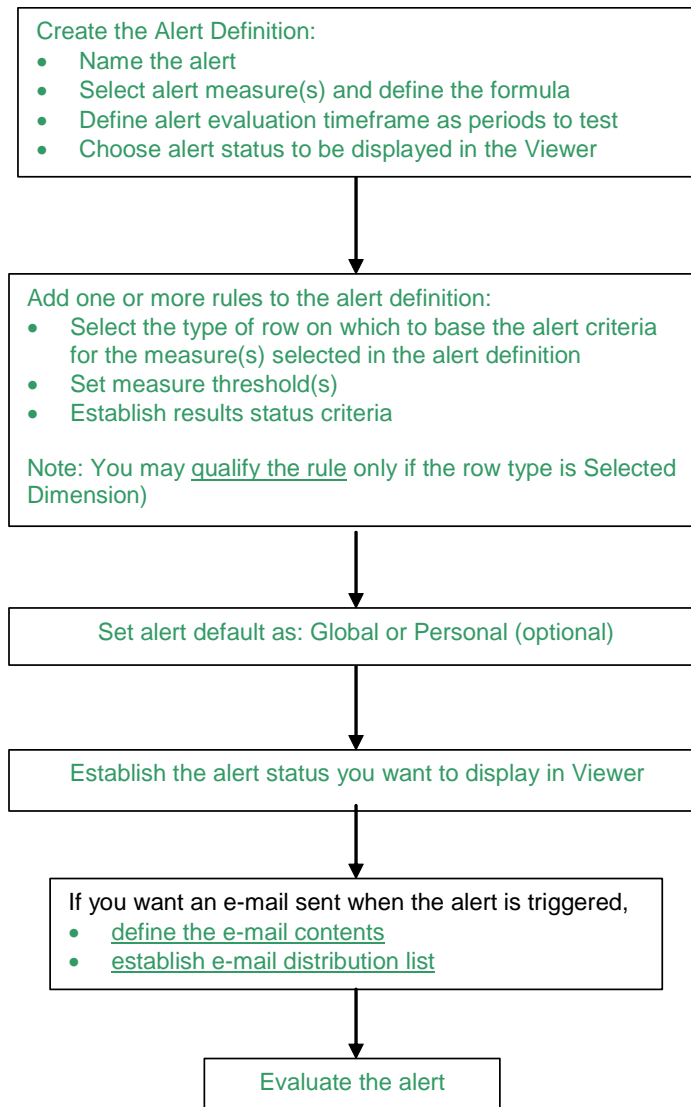 Create the Alert Definition:
• Name the alert
• Select alert measure(s) and define the formula
• Define alert evaluation timeframe as periods to test
• Choose alert status to be displayed in the Viewer
Add one or more rules to the alert definition:
• Select the type of row on which to base the alert criteria
for the measure(s) selected in the alert definition
• Set measure threshold(s)
• Establish results status criteria
Note: You may qualify the rule only if the row type is Selected
Dimension)
Set alert default as: Global or Personal (optional)
Establish the alert status you want to display in Viewer
If you want an e-mail sent when the alert is triggered,
• define the e-mail contents
• establish e-mail distribution list
Evaluate the alert